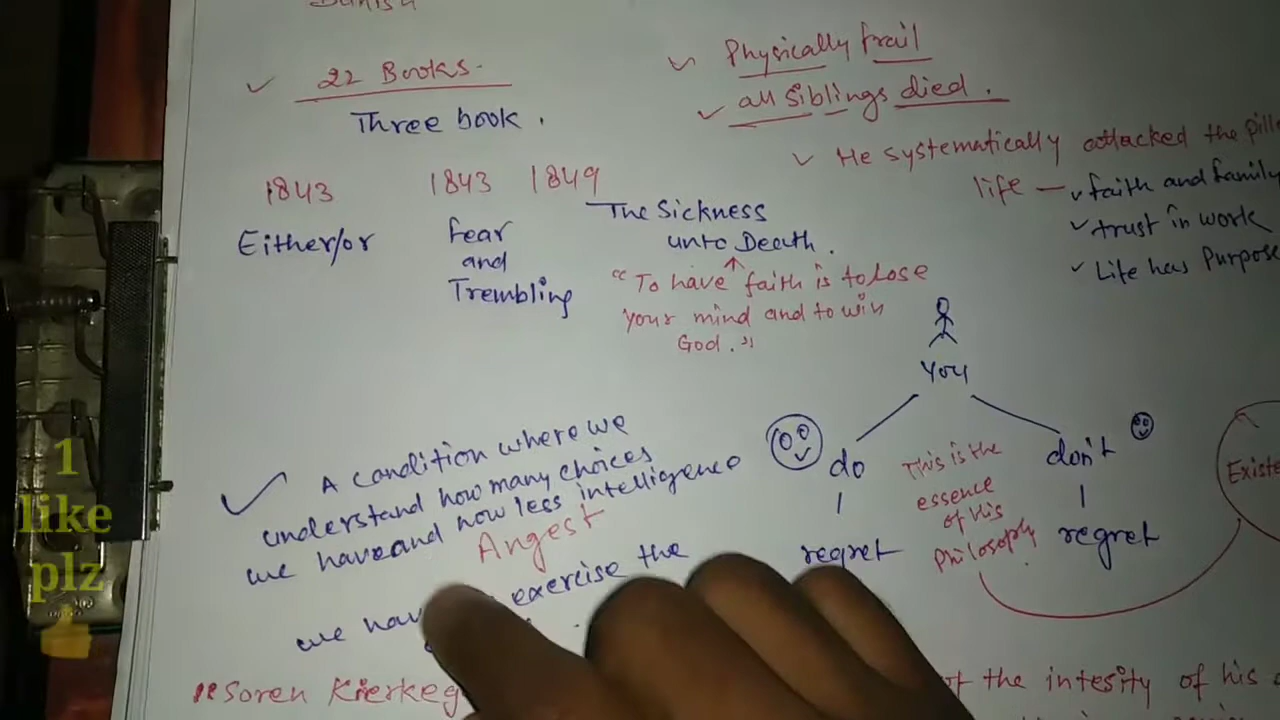 22 Books.
Three book.
1843
1843
1849
Either/or
fear
and
Trembling
The Sickness
unto Death.
"To have faith is to lose
your mind and to win
God."
Physically frail
all siblings died.
He systematically attacked the
life — faith and family
trust in work
Life has Purpose
You
do
don't
regret
regret
This is the
essence
of his
Philosophy
A condition where we
understand how many choices
we have and how less intelligence
Angest
we have exercise the
"Soren
of the intesity of his
1
like
plz